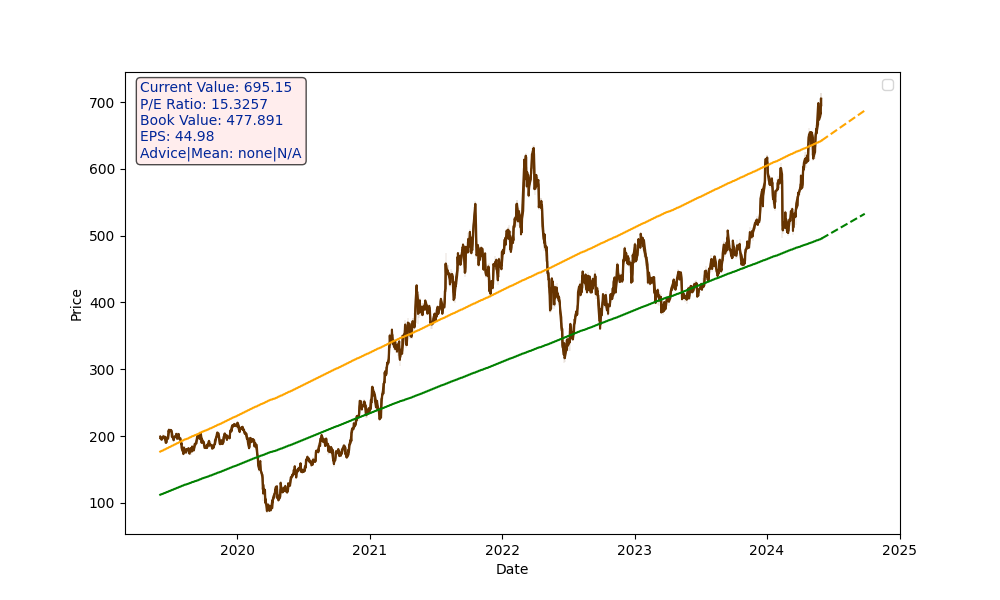 Current Value: 695.15
P/E Ratio: 15.3257
Book Value: 477.891
EPS: 44.98
Advice|Mean: none|N/A
700
600
500
400
300
200
100
Price
2020 2021 2022 2023 2024 2025
Date